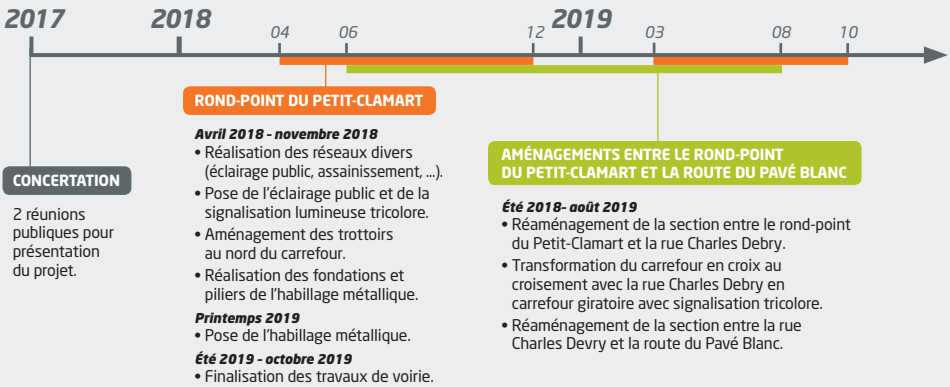 2017
2018
2019
04
06
12
03
08
10
CONCERTATION
2 réunions
publiques pour
présentation
du projet.
ROND-POINT DU PETIT-CLAMART
Avril 2018 - novembre 2018
• Réalisation des réseaux divers
(éclairage public, assainissement, ...).
• Pose de l'éclairage public et de la
signalisation lumineuse tricolore.
• Aménagement des trottoirs
au nord du carrefour.
• Réalisation des fondations et
piliers de l'habillage métallique.
Printemps 2019
• Pose de l'habillage métallique.
Été 2019 - octobre 2019
• Finalisation des travaux de voirie.
AMÉNAGEMENTS ENTRE LE ROND-POINT
DU PETIT-CLAMART ET LA ROUTE DU PAVÉ BLANC
Été 2018- août 2019
• Réaménagement de la section entre le rond-point
du Petit-Clamart et la rue Charles Debry.
• Transformation du carrefour en croix au
croisement avec la rue Charles Debry en
carrefour giratoire avec signalisation tricolore.
• Réaménagement de la section entre la rue
Charles Devry et la route du Pavé Blanc.